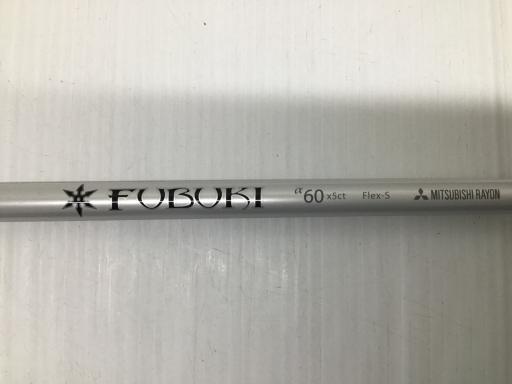 FUBUKI α60 x5ct Flex-S MITSUBISHI RAYON